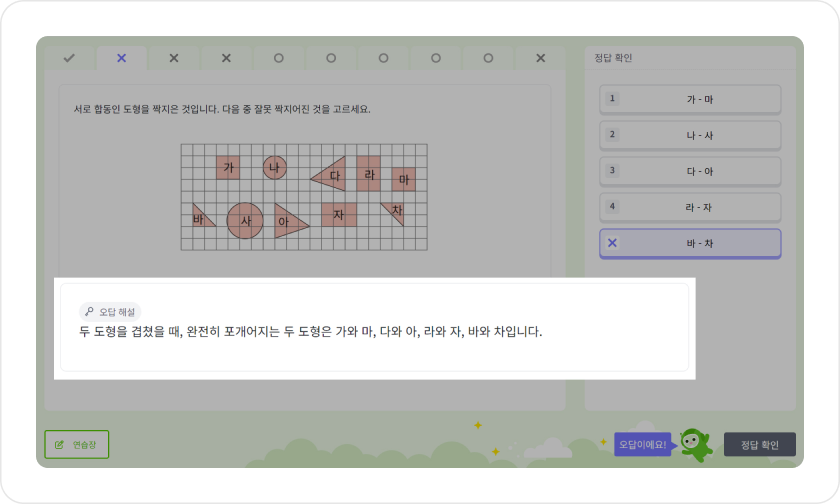 정답 확인
서로 합동인 도형을 짝지은 것입니다. 다음 중 잘못 짝지어진 것을 고르세요.
가 나 다 라 마
바 사 아 자 차
1 가 - 마
2 나 - 사
3 다 - 아
4 라 - 자
바 - 차
오답 해설
두 도형을 겹쳤을 때, 완전히 포개어지는 두 도형은 가와 마, 다와 아, 라와 자, 바와 차입니다.
연습장
오답이에요!
정답 확인